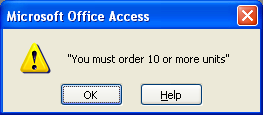 Microsoft Office Access
"You must order 10 or more units"
OK Help